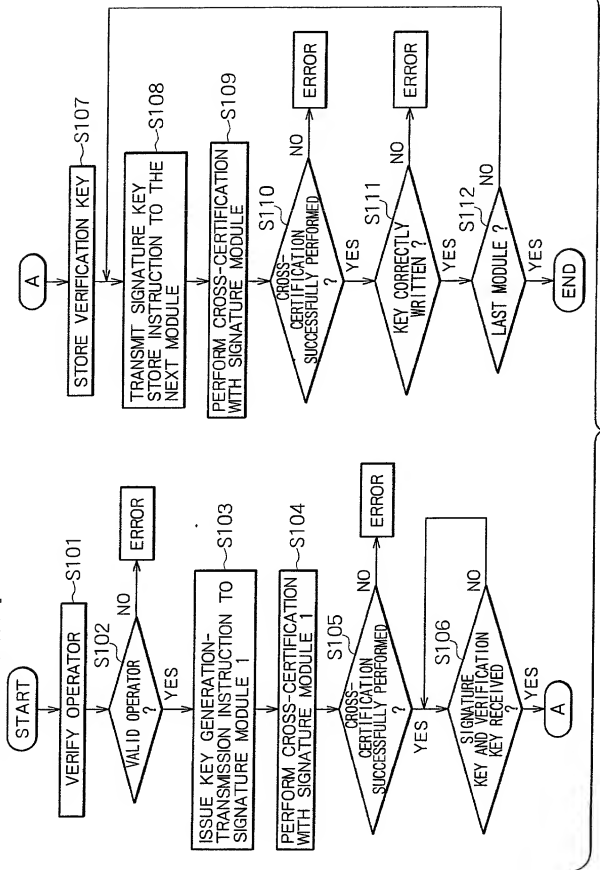 START
VERIFY OPERATOR
S101
S102
VALID OPERATOR
?
NO
ERROR
YES
ISSUE KEY GENERATION-
TRANSMISSION INSTRUCTION TO
SIGNATURE MODULE 1
S103
PERFORM CROSS-CERTIFICATION
WITH SIGNATURE MODULE 1
S104
S105
CROSS-
CERTIFICATION
SUCCESSFULLY PERFORMED
?
NO
ERROR
YES
S106
SIGNATURE
KEY AND VERIFICATION
KEY RECEIVED
?
NO
YES
A
A
STORE VERIFICATION KEY
S107
TRANSMIT SIGNATURE KEY
STORE INSTRUCTION TO THE
NEXT MODULE
S108
PERFORM CROSS-CERTIFICATION
WITH SIGNATURE MODULE
S109
S110
CROSS-
CERTIFICATION
SUCCESSFULLY PERFORMED
?
NO
ERROR
YES
S111
KEY CORRECTLY
WRITTEN ?
NO
ERROR
YES
S112
LAST MODULE ?
NO
YES
END